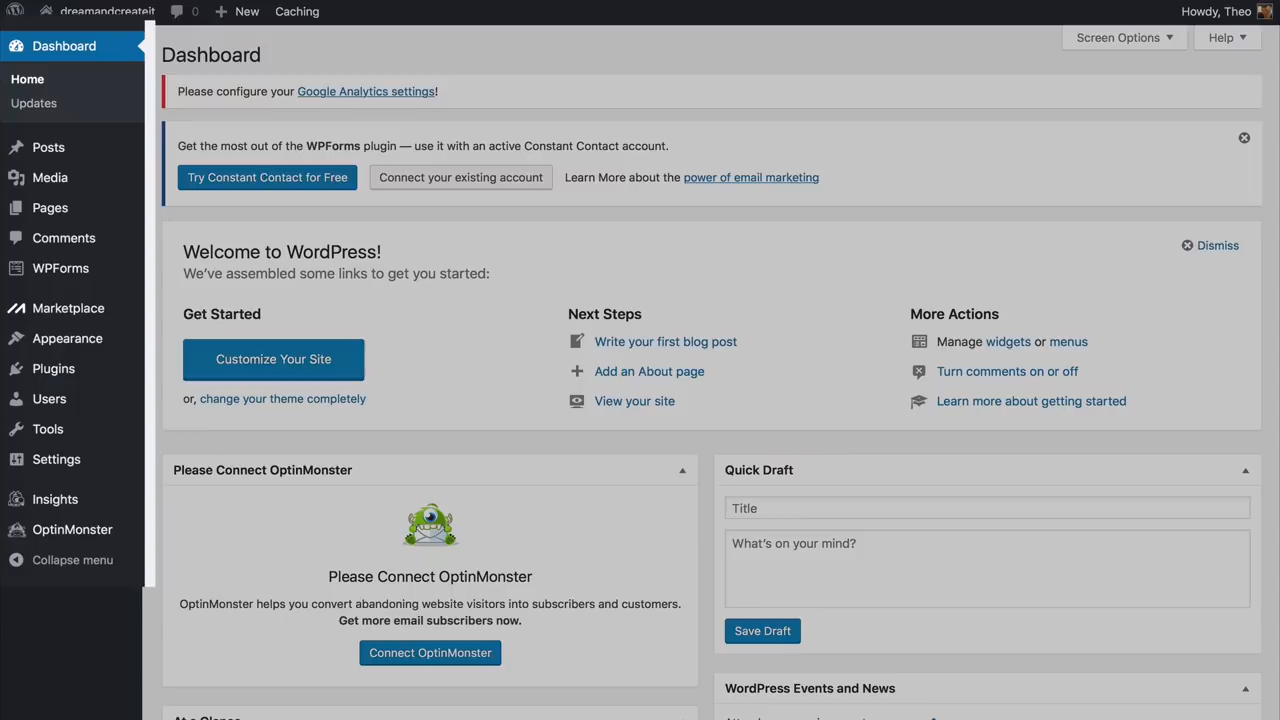 dreamandcreateit 0 New Caching Howdy, Theo
Dashboard
Home
Updates
Posts
Media
Pages
Comments
WPForms
Marketplace
Appearance
Plugins
Users
Tools
Settings
Insights
OptinMonster
Collapse menu
Dashboard
Screen Options Help
Please configure your Google Analytics settings!
Get the most out of the WPForms plugin — use it with an active Constant Contact account.
Try Constant Contact for Free Connect your existing account Learn More about the power of email marketing
Welcome to WordPress!
We've assembled some links to get you started:
Dismiss
Get Started
Customize Your Site
or, change your theme completely
Next Steps
Write your first blog post
Add an About page
View your site
More Actions
Manage widgets or menus
Turn comments on or off
Learn more about getting started
Please Connect OptinMonster
Please Connect OptinMonster
OptinMonster helps you convert abandoning website visitors into subscribers and customers.
Get more email subscribers now.
Connect OptinMonster
Quick Draft
Title
What's on your mind?
Save Draft
WordPress Events and News
At a Glance